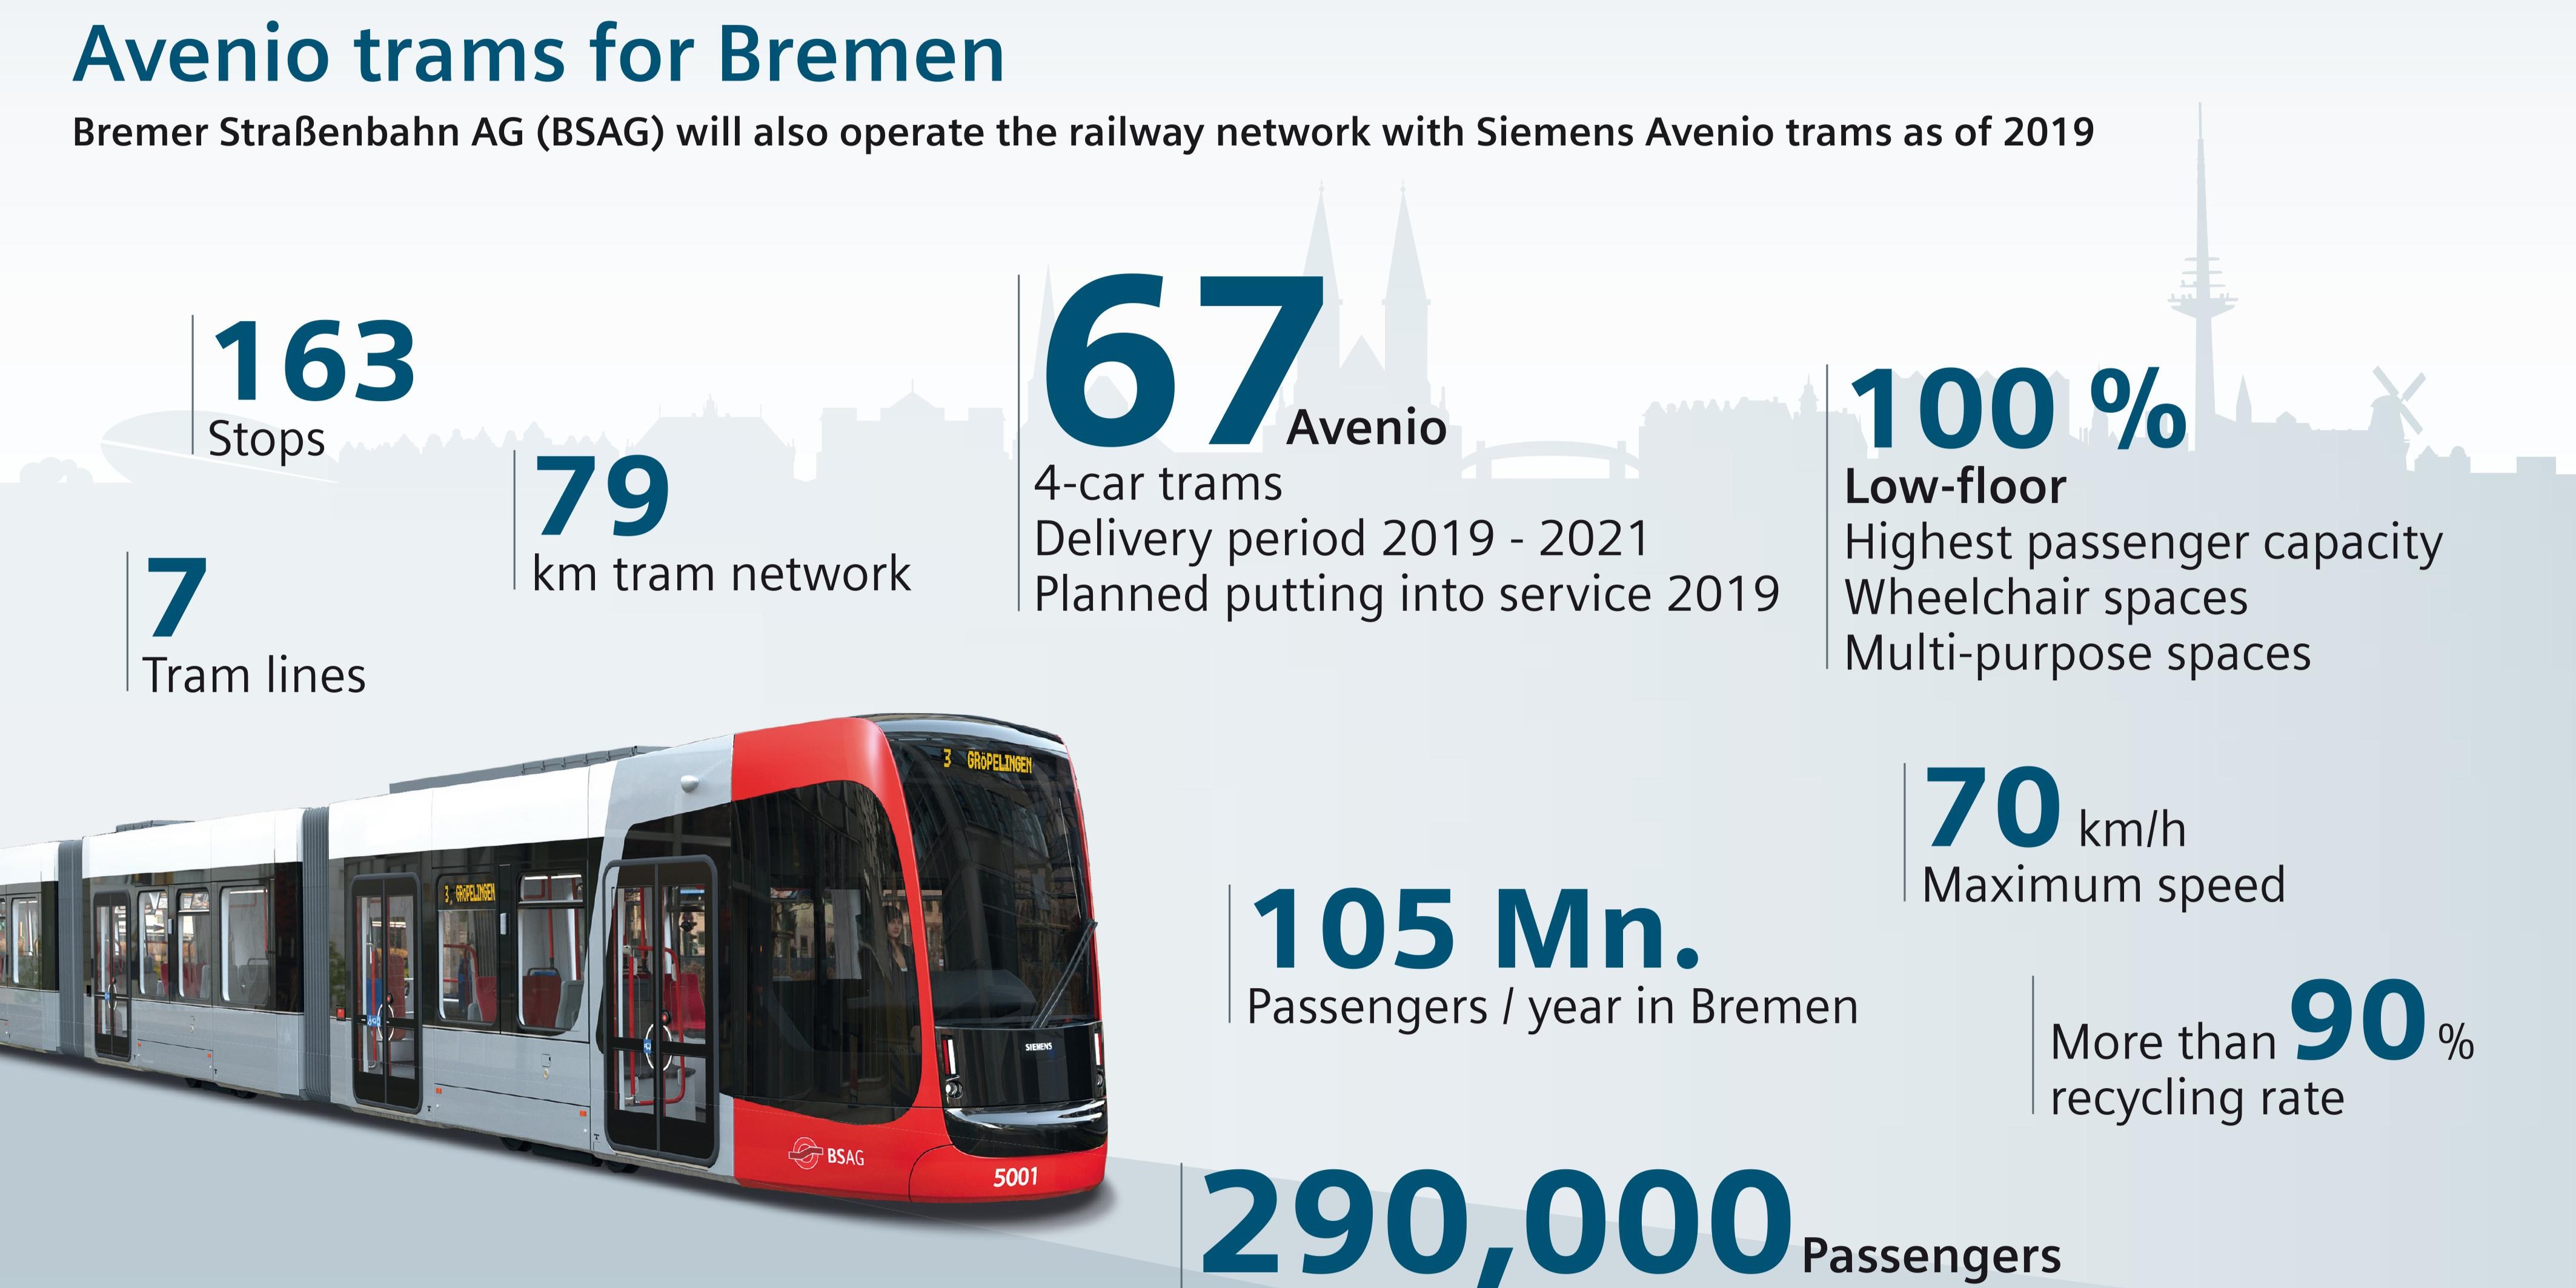 Avenio trams for Bremen
Bremer Straßenbahn AG (BSAG) will also operate the railway network with Siemens Avenio trams as of 2019
163
Stops
79
km tram network
7
Tram lines
67 Avenio
4-car trams
Delivery period 2019 - 2021
Planned putting into service 2019
100 %
Low-floor
Highest passenger capacity
Wheelchair spaces
Multi-purpose spaces
70 km/h
Maximum speed
105 Mn.
Passengers / year in Bremen
More than 90 %
recycling rate
290,000 Passengers
3 GRÖPELINGEN
3 GRÖPELINGEN
SIEMENS
BSAG
5001